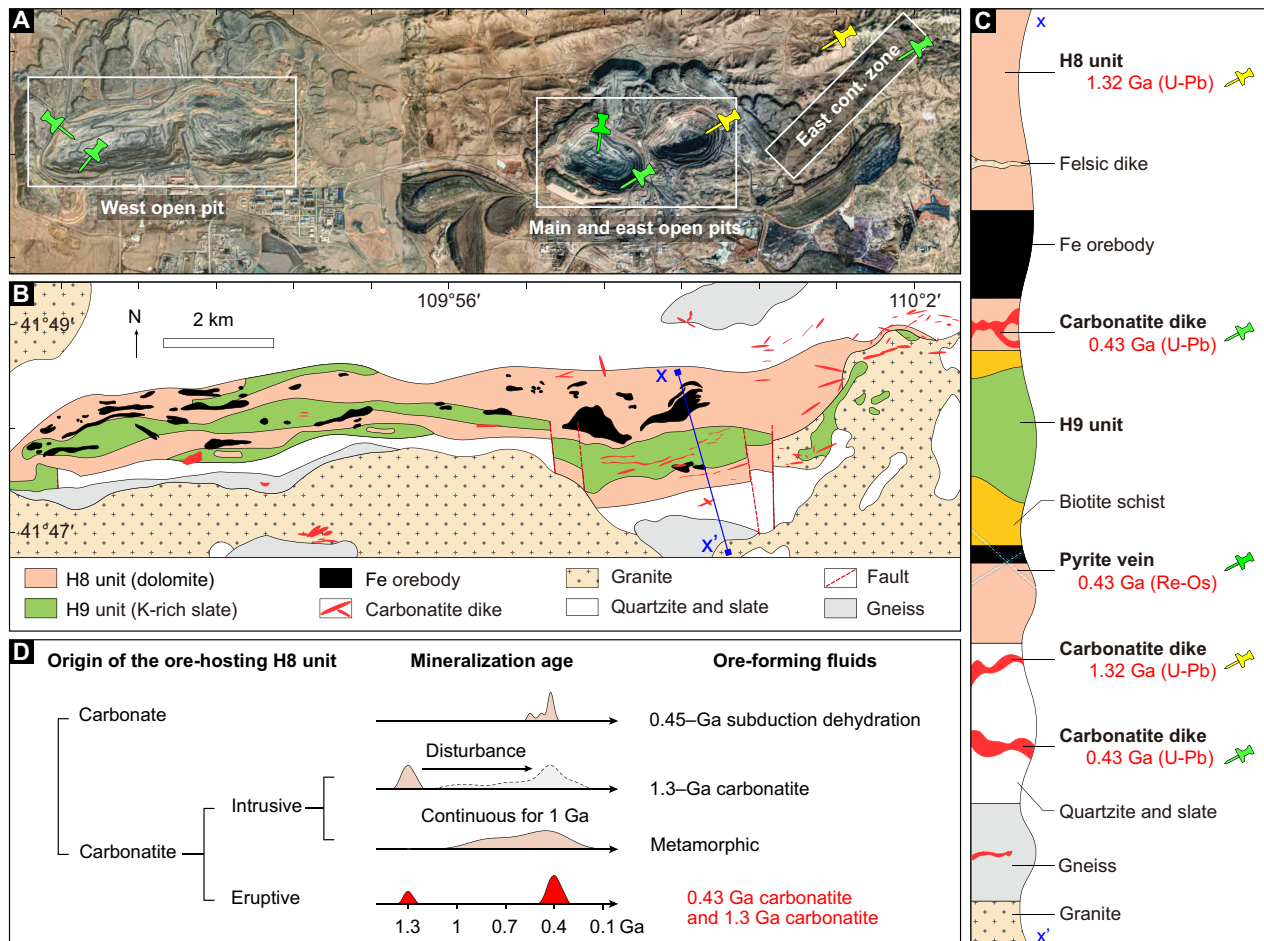 A
West open pit
Main and east open pits
East cont. zone
B
109°56′
110°2′
41°49′
N
2 km
x
x'
41°47′
H8 unit (dolomite)
Fe orebody
Granite
Fault
H9 unit (K-rich slate)
Carbonatite dike
Quartzite and slate
Gneiss
C
x
H8 unit
1.32 Ga (U-Pb)
Felsic dike
Fe orebody
Carbonatite dike
0.43 Ga (U-Pb)
H9 unit
Biotite schist
Pyrite vein
0.43 Ga (Re-Os)
Carbonatite dike
1.32 Ga (U-Pb)
Carbonatite dike
0.43 Ga (U-Pb)
Quartzite and slate
Gneiss
Granite
x'
D
Origin of the ore-hosting H8 unit
Mineralization age
Ore-forming fluids
Carbonate
0.45–Ga subduction dehydration
Disturbance
Intrusive
1.3–Ga carbonatite
Continuous for 1 Ga
Carbonatite
Metamorphic
Eruptive
0.43 Ga carbonatite
and 1.3 Ga carbonatite
1.3 1 0.7 0.4 0.1 Ga